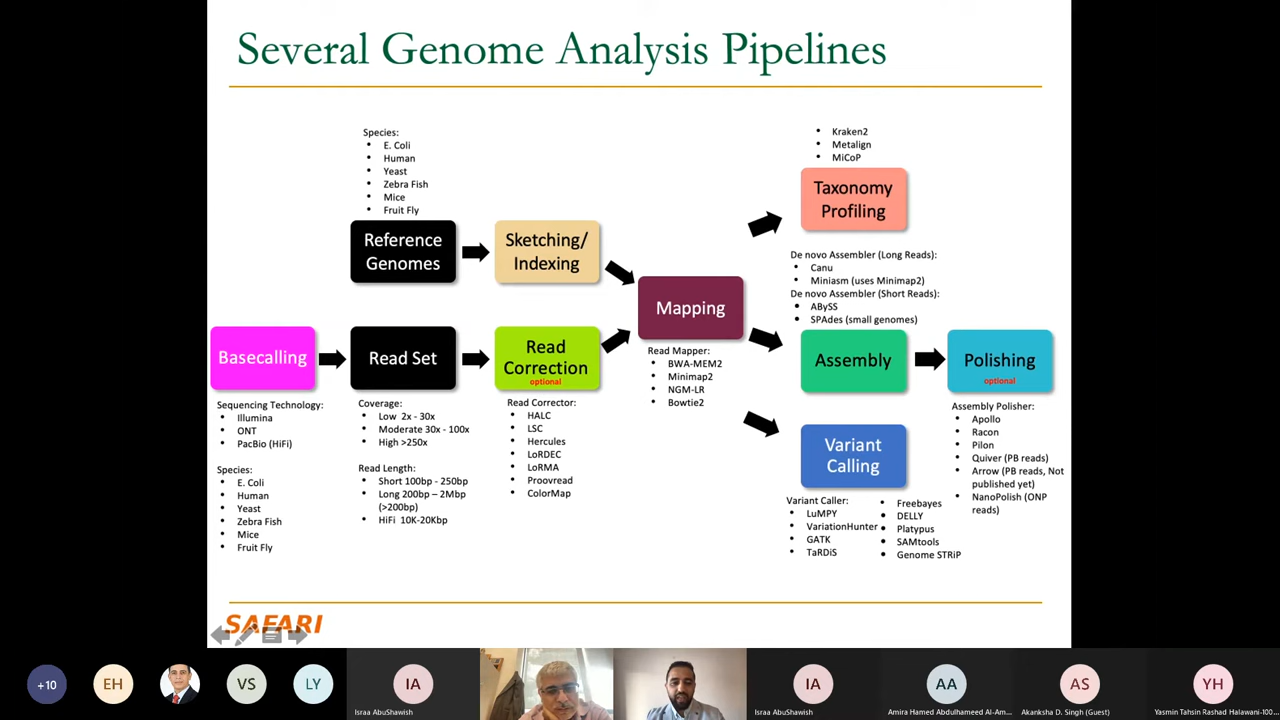 Several Genome Analysis Pipelines
Species:
• E. Coli
• Human
• Yeast
• Zebra Fish
• Mice
• Fruit Fly
Reference
Genomes
Sketching/
Indexing
Basecalling
Sequencing Technology:
• Illumina
• ONT
• PacBio (HiFi)
Species:
• E. Coli
• Human
• Yeast
• Zebra Fish
• Mice
• Fruit Fly
Read Set
Coverage:
• Low 2x - 30x
• Moderate 30x - 100x
• High >250x
Read Length:
• Short 100bp - 250bp
• Long 200bp – 2Mbp
(>200bp)
• HiFi 10K-20Kbp
Read
Correction
optional
Read Corrector:
• HALC
• LSC
• Hercules
• LoRDEC
• LoRMA
• Proovread
• ColorMap
Mapping
Read Mapper:
• BWA-MEM2
• Minimap2
• NGM-LR
• Bowtie2
• Kraken2
• Metalign
• MiCoP
Taxonomy
Profiling
De novo Assembler (Long Reads):
• Canu
• Miniasm (uses Minimap2)
De novo Assembler (Short Reads):
• ABySS
• SPAdes (small genomes)
Assembly
Polishing
optional
Assembly Polisher:
• Apollo
• Racon
• Pilon
• Quiver (PB reads)
• Arrow (PB reads, Not
published yet)
• NanoPolish (ONP
reads)
Variant
Calling
Variant Caller:
• LuMPY
• VariationHunter
• GATK
• TaRDiS
• Freebayes
• DELLY
• Platypus
• SAMtools
• Genome STRiP
SAFARI
+10
EH
VS
LY
IA
Israa AbuShawish
IA
Israa AbuShawish
AA
Amira Hamed Abdulhameed Al-Am...
AS
Akanksha D. Singh (Guest)
YH
Yasmin Tahsin Rashad Halawani-100...